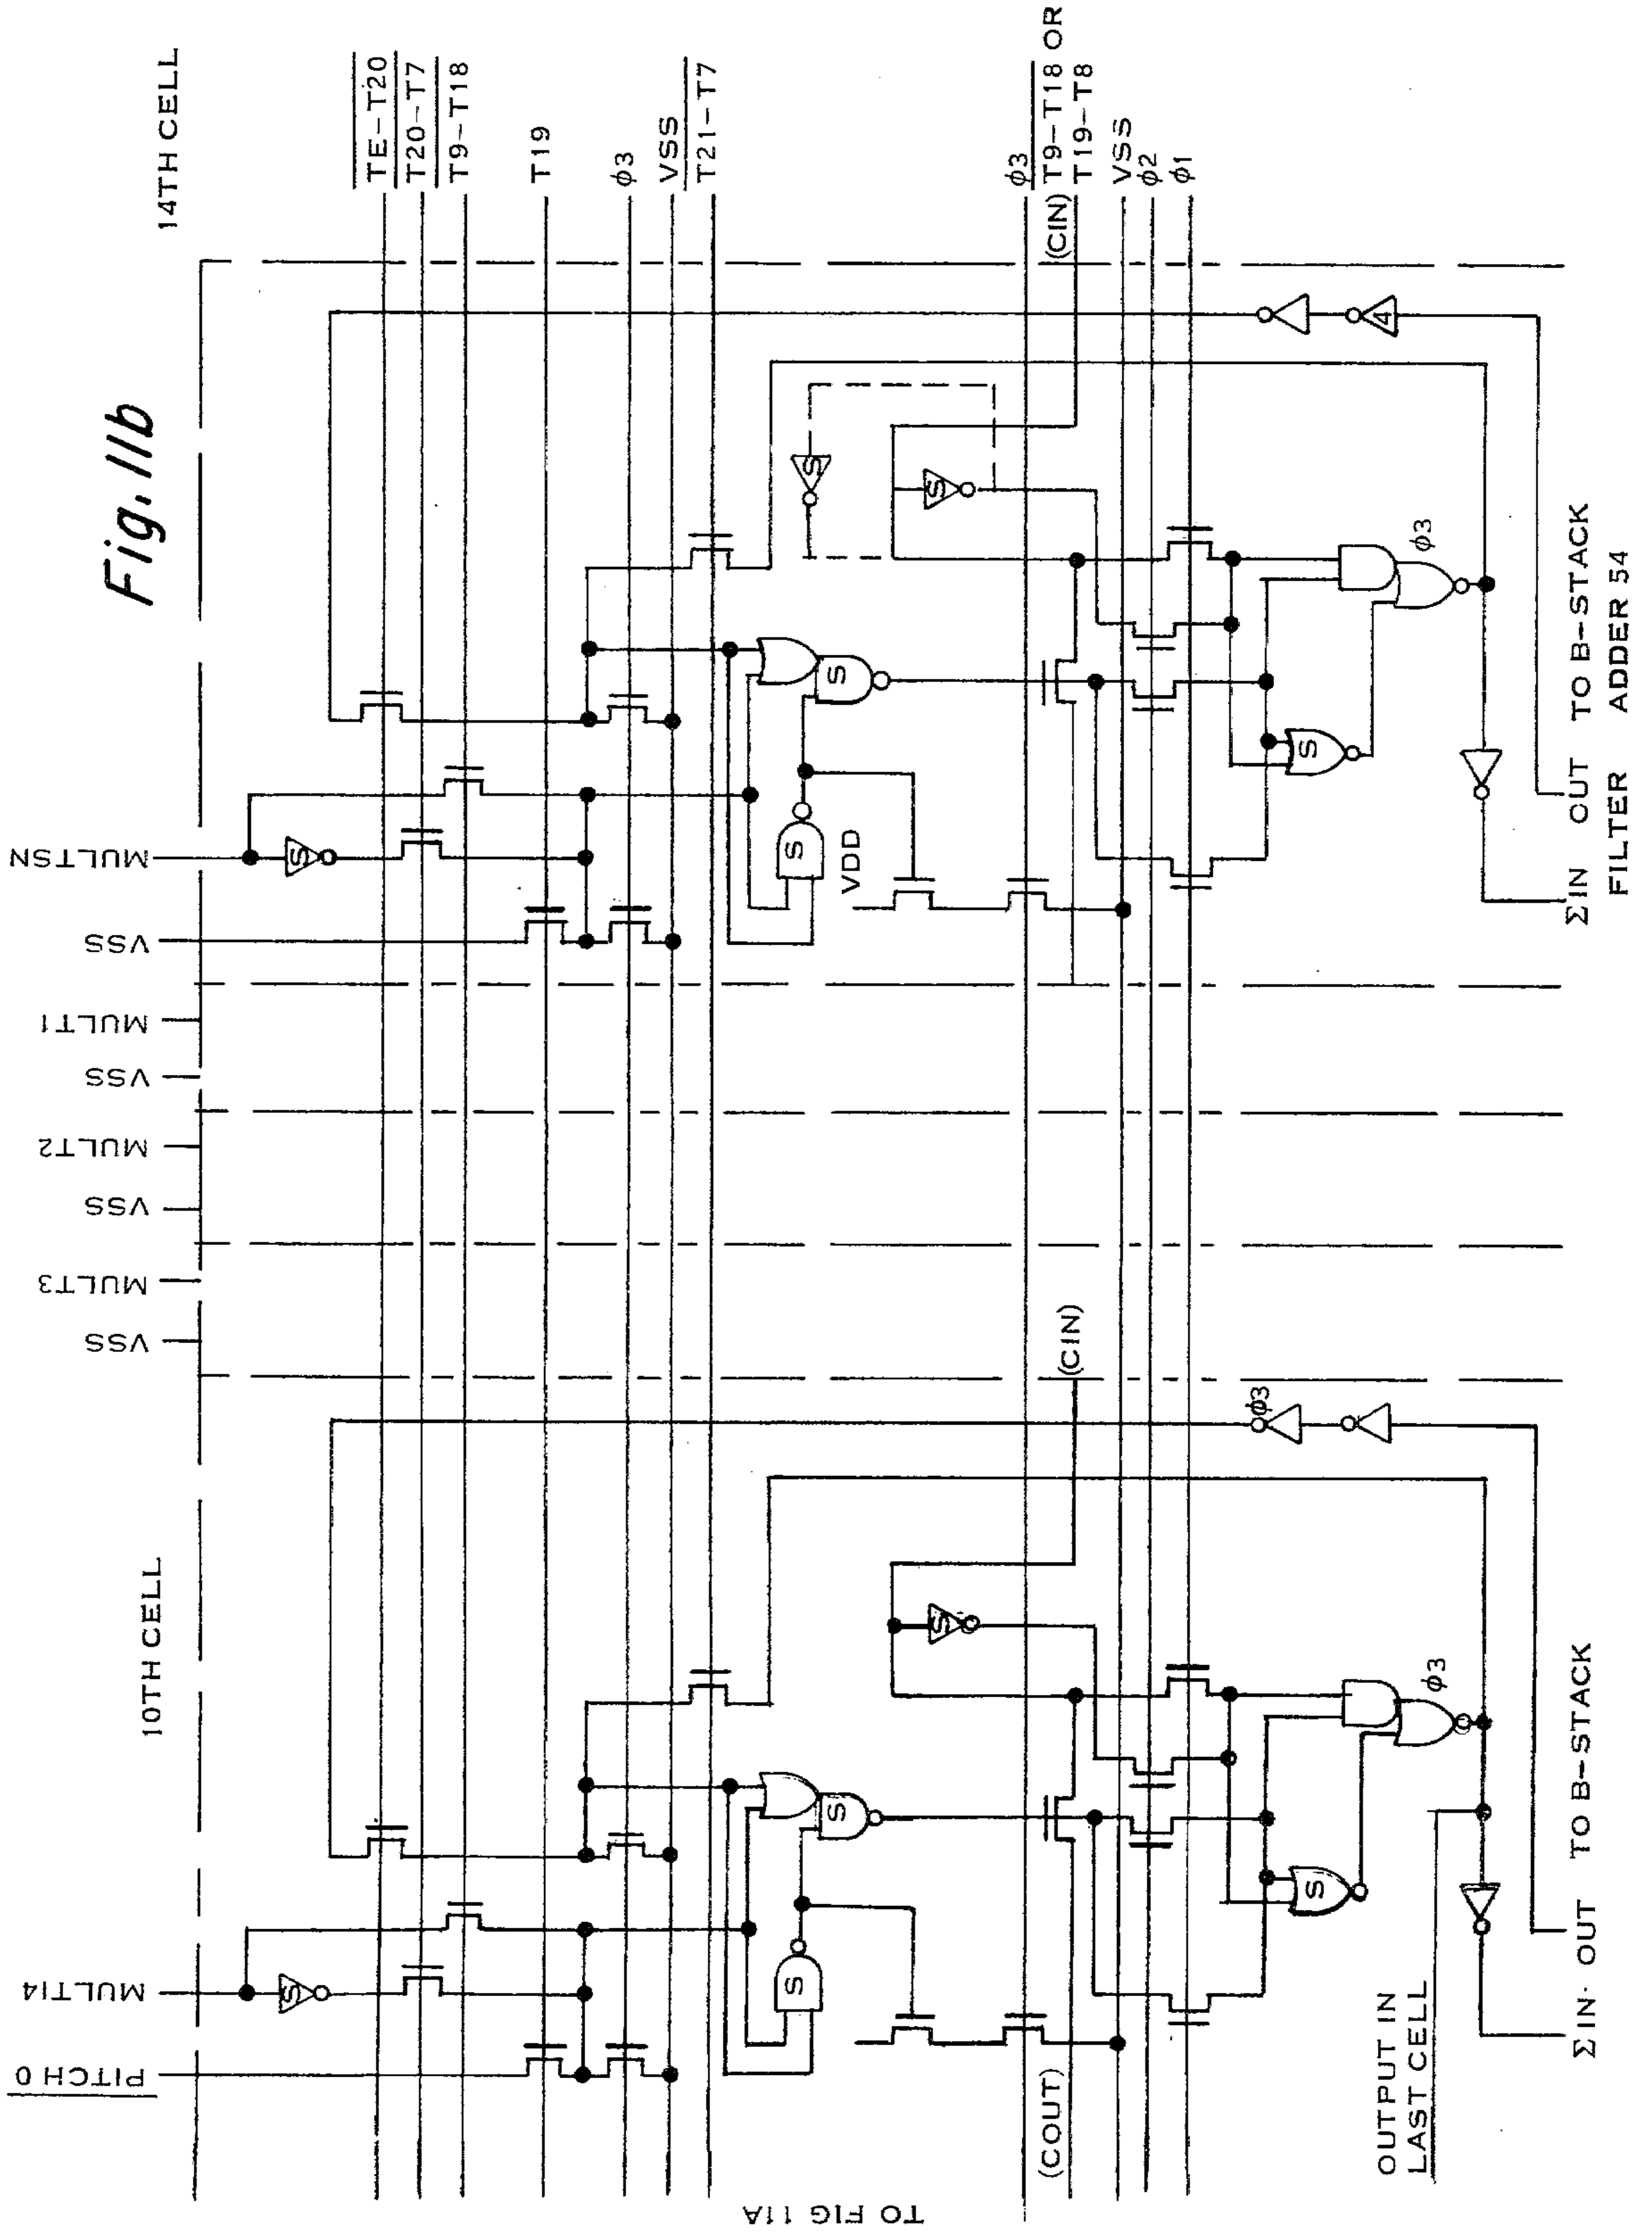 Fig. 11b
14TH CELL
TE-T20
T20-T7
T9-T18
T19
φ3
VSS
T21-T7
φ3
(CIN) T9-T18 OR
T19-T8
VSS
φ2
φ1
MULTSN
VSS
MULT1
VSS
MULT2
VSS
MULT3
VSS
MULT14
PITCH 0
10TH CELL
S
S
S
S
S
VDD
S
φ3
4
ΣIN OUT TO B-STACK
FILTER ADDER 54
(CIN)
φ3
S
S
S
S
S
φ3
(COUT)
OUTPUT IN
LAST CELL
ΣIN OUT TO B-STACK
TO FIG 11A